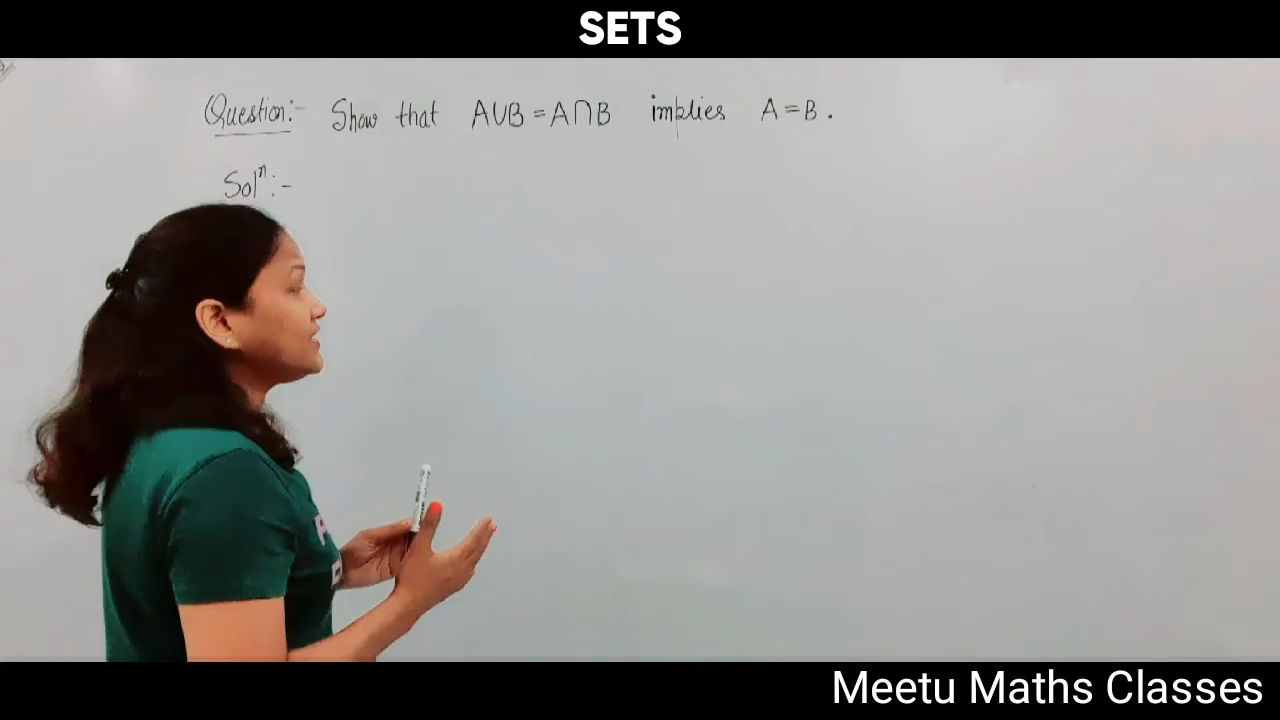 SETS
Question:- Show that A∪B = A∩B implies A = B.
Solⁿ:-
Meetu Maths Classes